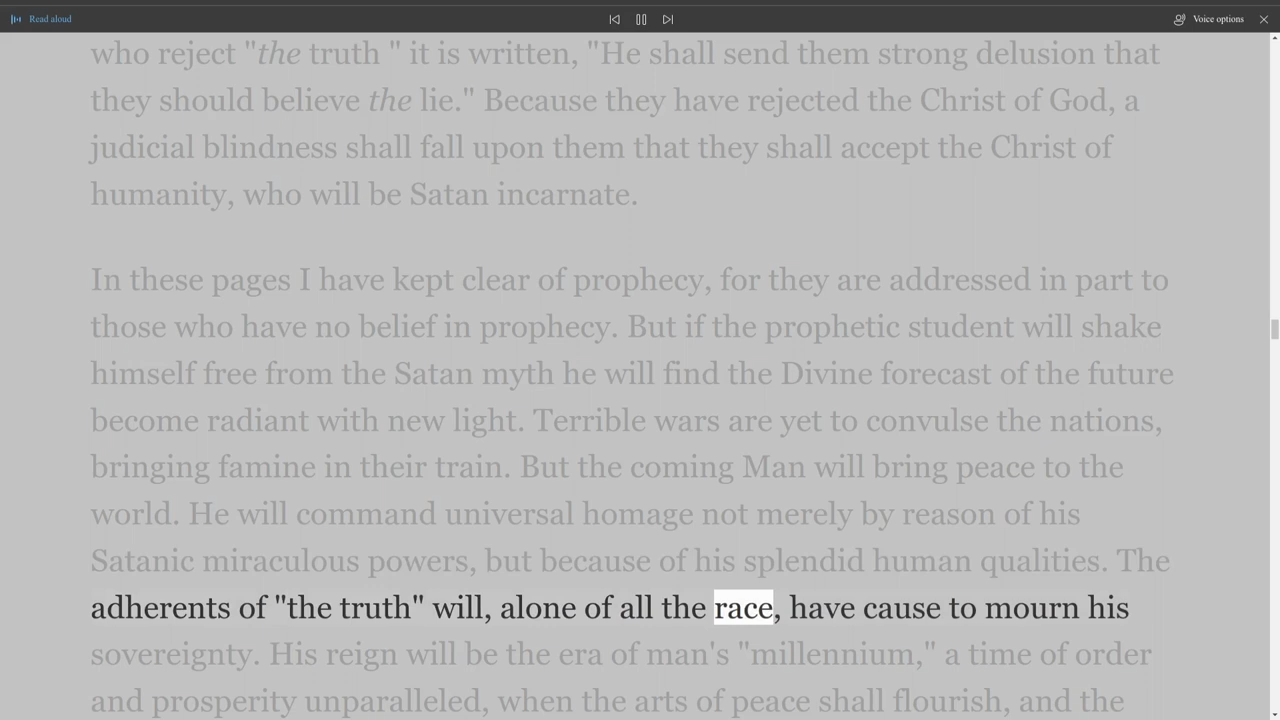 Read aloud
Voice options
who reject "the truth " it is written, "He shall send them strong delusion that
they should believe the lie." Because they have rejected the Christ of God, a
judicial blindness shall fall upon them that they shall accept the Christ of
humanity, who will be Satan incarnate.
In these pages I have kept clear of prophecy, for they are addressed in part to
those who have no belief in prophecy. But if the prophetic student will shake
himself free from the Satan myth he will find the Divine forecast of the future
become radiant with new light. Terrible wars are yet to convulse the nations,
bringing famine in their train. But the coming Man will bring peace to the
world. He will command universal homage not merely by reason of his
Satanic miraculous powers, but because of his splendid human qualities. The
adherents of "the truth" will, alone of all the race, have cause to mourn his
sovereignty. His reign will be the era of man's "millennium," a time of order
and prosperity unparalleled, when the arts of peace shall flourish, and the